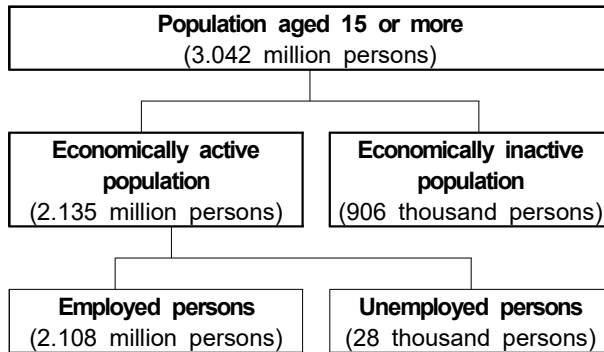 Population aged 15 or more
(3.042 million persons)
Economically active
population
(2.135 million persons)
Economically inactive
population
(906 thousand persons)
Employed persons
(2.108 million persons)
Unemployed persons
(28 thousand persons)